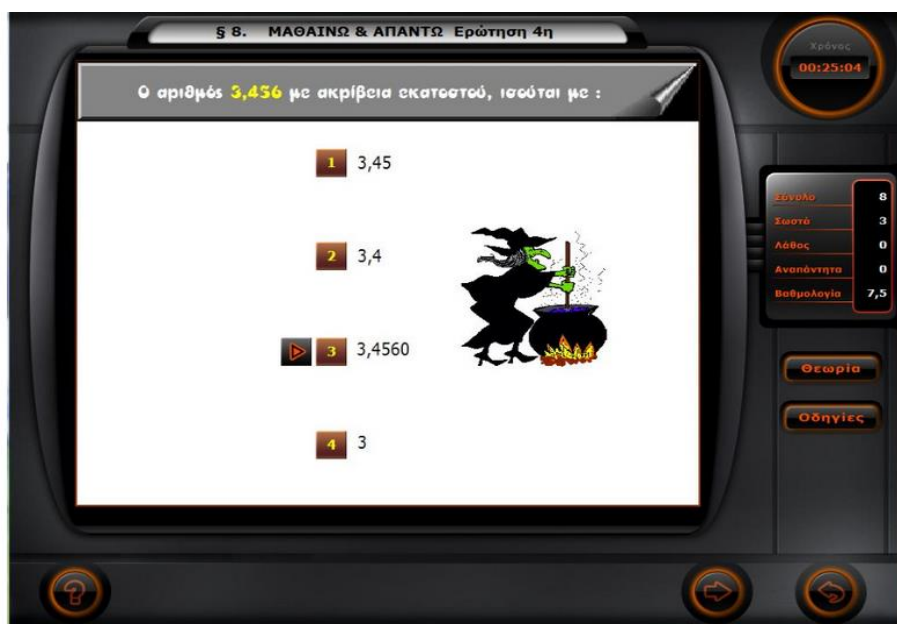 § 8. ΜΑΘΑΙΝΩ & ΑΠΑΝΤΩ Ερώτηση 4η
Χρόνος
00:25:04
Ο αριθμός 3,456 με ακρίβεια εκατοστού, ισούται με :
1 3,45
2 3,4
3 3,4560
4 3
Σύνολο 8
Σωστά 3
Λάθος 0
Αναπάντητα 0
Βαθμολογία 7,5
Θεωρία
Οδηγίες
?